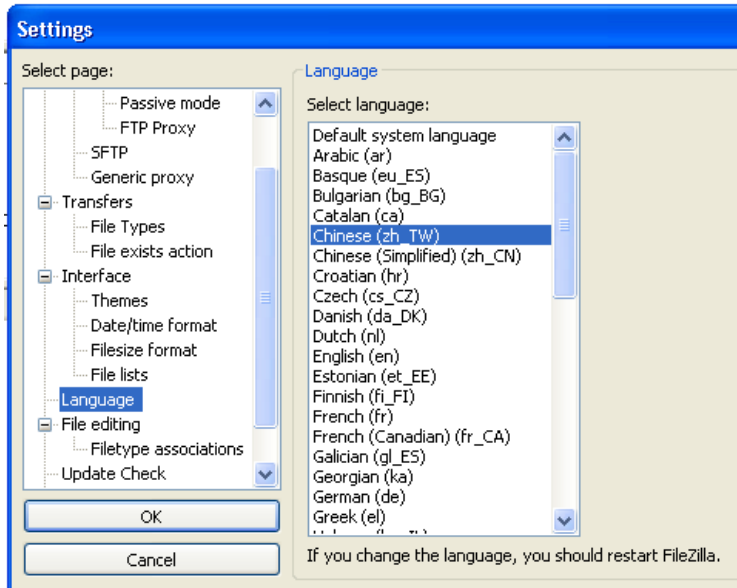 Settings
Select page:
Passive mode
FTP Proxy
SFTP
Generic proxy
Transfers
File Types
File exists action
Interface
Themes
Date/time format
Filesize format
File lists
Language
File editing
Filetype associations
Update Check
OK
Cancel
Language
Select language:
Default system language
Arabic (ar)
Basque (eu_ES)
Bulgarian (bg_BG)
Catalan (ca)
Chinese (zh_TW)
Chinese (Simplified) (zh_CN)
Croatian (hr)
Czech (cs_CZ)
Danish (da_DK)
Dutch (nl)
English (en)
Estonian (et_EE)
Finnish (fi_FI)
French (fr)
French (Canadian) (fr_CA)
Galician (gl_ES)
Georgian (ka)
German (de)
Greek (el)
If you change the language, you should restart FileZilla.